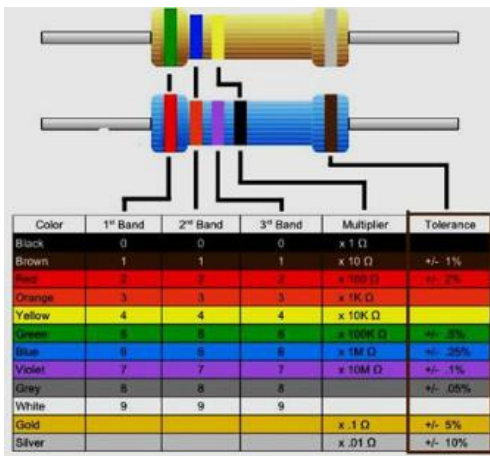 Color 1st Band 2nd Band 3rd Band Multiplier Tolerance
Black 0 0 0 x 1 Ω
Brown 1 1 1 x 10 Ω +/- 1%
Red 2 2 2 x 100 Ω +/- 2%
Orange 3 3 3 x 1K Ω
Yellow 4 4 4 x 10K Ω
Green 5 5 5 x 100K Ω +/- .5%
Blue 6 6 6 x 1M Ω +/- .25%
Violet 7 7 7 x 10M Ω +/- .1%
Grey 8 8 8 +/- .05%
White 9 9 9
Gold x .1 Ω +/- 5%
Silver x .01 Ω +/- 10%